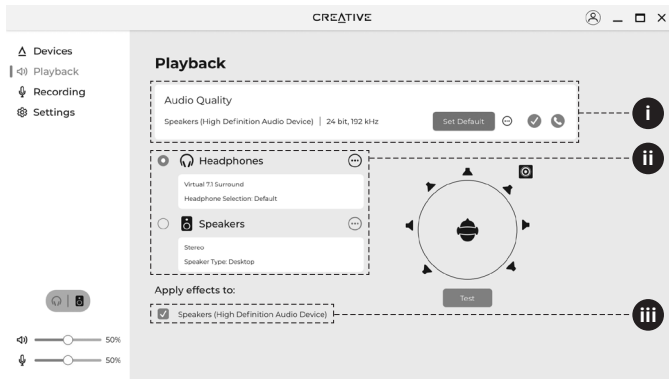 CREATIVE
Devices
Playback
Recording
Settings
50%
50%
Playback
Audio Quality
Speakers (High Definition Audio Device) | 24 bit, 192 kHz
Set Default
i
Headphones
ii
Virtual 7.1 Surround
Headphone Selection: Default
Speakers
Stereo
Speaker Type: Desktop
Test
Apply effects to:
Speakers (High Definition Audio Device)
iii